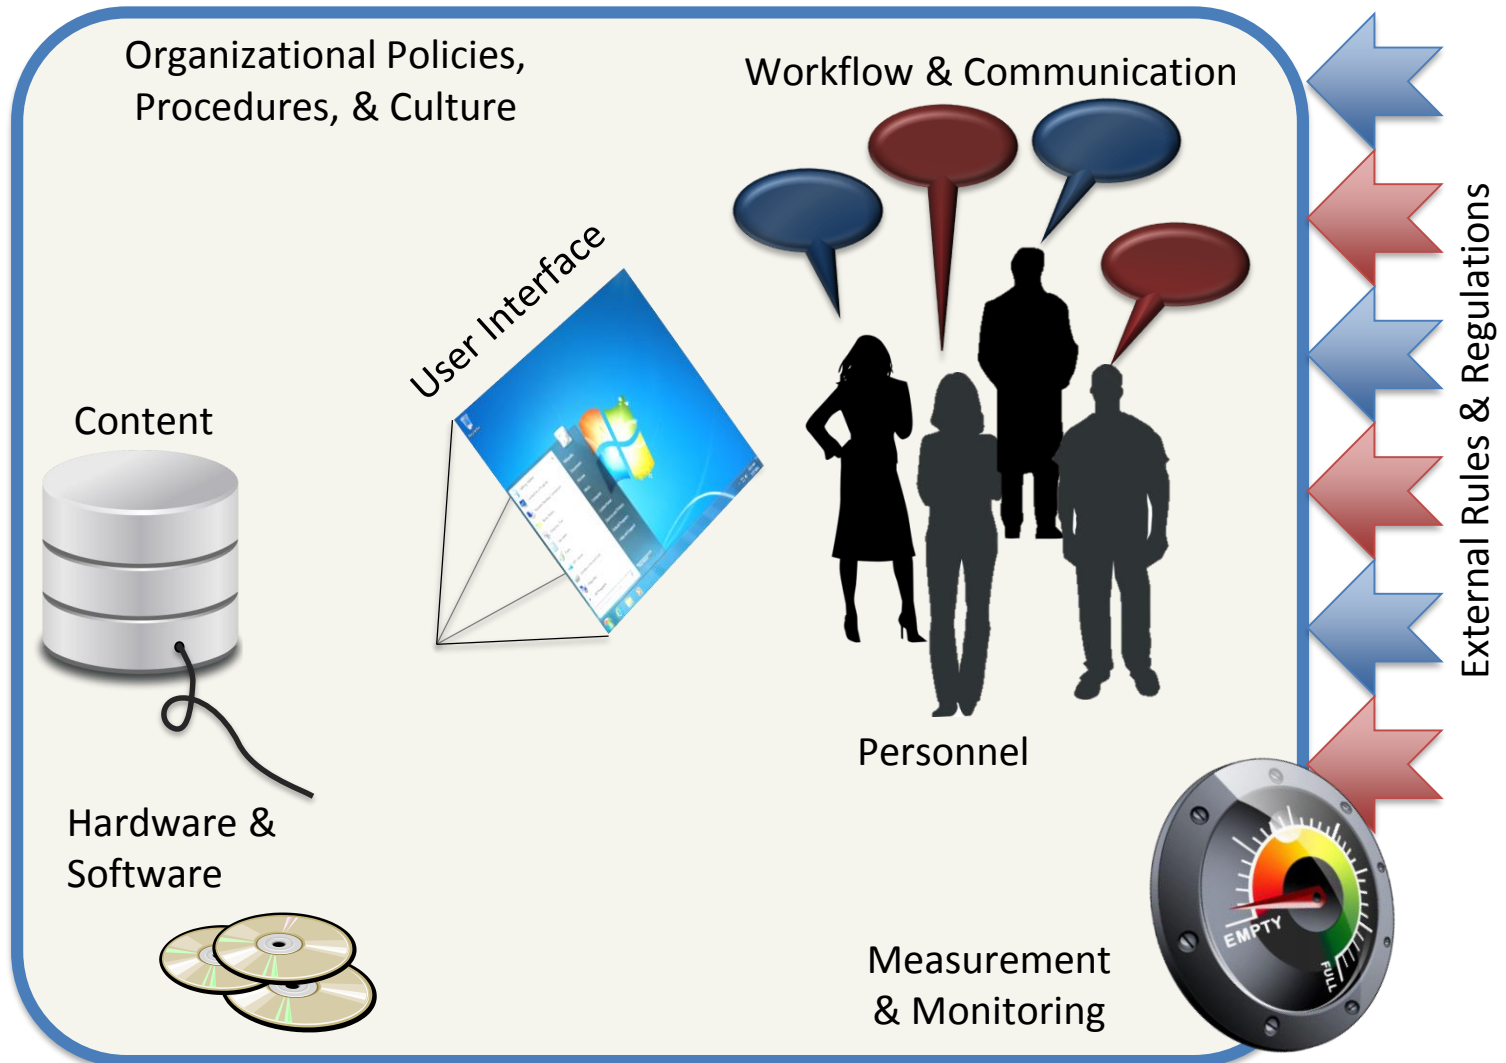 Organizational Policies,
Procedures, & Culture
Workflow & Communication
User Interface
Content
External Rules & Regulations
Personnel
Hardware &
Software
EMPTY
FULL
Measurement
& Monitoring